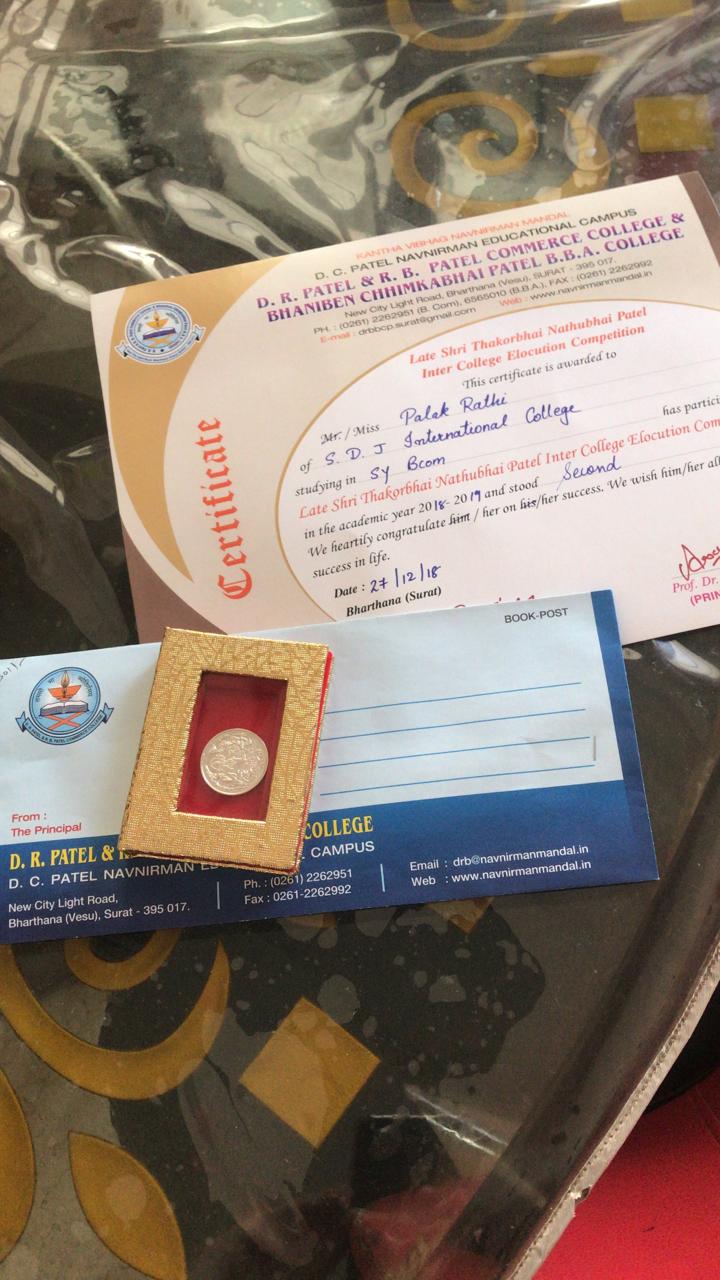 KANTHA VIBHAG NAVNIRMAN MANDAL
D. C. PATEL NAVNIRMAN EDUCATIONAL CAMPUS
D. R. PATEL & R. B. PATEL COMMERCE COLLEGE &
BHANIBEN CHHIMKABHAI PATEL B.B.A. COLLEGE
New City Light Road, Bharthana (Vesu), SURAT - 395 017.
PH. : (0261) 2262951 (B. Com), 6565010 (B.B.A.), FAX : (0261) 2262992
E-mail : drbbcp.surat@gmail.com Web : www.navnirmanmandal.in
Certificate
Late Shri Thakorbhai Nathubhai Patel
Inter College Elocution Competition
This certificate is awarded to
Mr. / Miss Palak Rathi
of S. D. J International College has partici
studying in SY Bcom
Late Shri Thakorbhai Nathubhai Patel Inter College Elocution Com
in the academic year 2018-2019 and stood Second
We heartily congratulate him / her on his/her success. We wish him/her all
success in life.
Date : 27/12/18
Bharthana (Surat)
Prof. Dr.
(PRIN
BOOK-POST
From :
The Principal
D. R. PATEL & R. COLLEGE
D. C. PATEL NAVNIRMAN CAMPUS
New City Light Road,
Bharthana (Vesu), Surat - 395 017.
Ph. : (0261) 2262951
Fax : 0261-2262992
Email : drb@navnirmanmandal.in
Web : www.navnirmanmandal.in